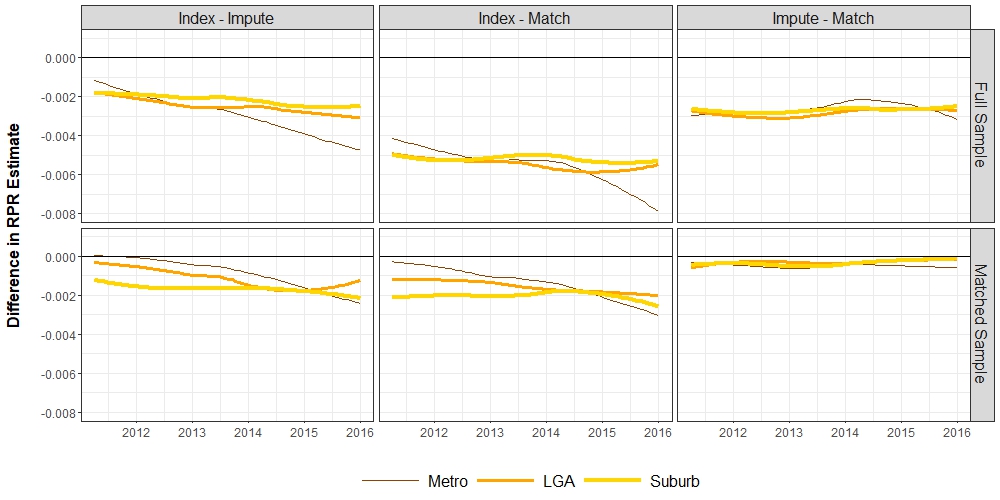 Index - Impute
Index - Match
Impute - Match
Difference in RPR Estimate
0.000
-0.002
-0.004
-0.006
-0.008
Full Sample
0.000
-0.002
-0.004
-0.006
-0.008
Matched Sample
2012 2013 2014 2015 2016
2012 2013 2014 2015 2016
2012 2013 2014 2015 2016
Metro LGA Suburb